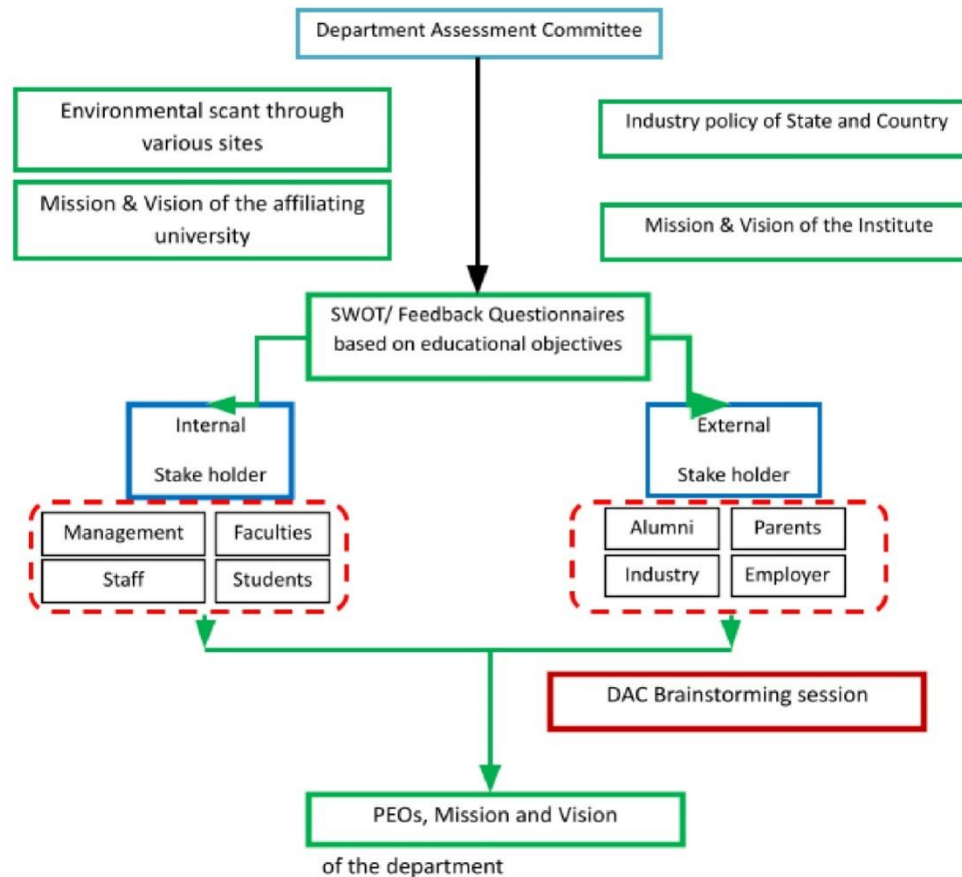 Department Assessment Committee
Environmental scant through
various sites
Industry policy of State and Country
Mission & Vision of the affiliating
university
Mission & Vision of the Institute
SWOT/ Feedback Questionnaires
based on educational objectives
Internal
Stake holder
External
Stake holder
Management
Faculties
Staff
Students
Alumni
Parents
Industry
Employer
DAC Brainstorming session
PEOs, Mission and Vision
of the department